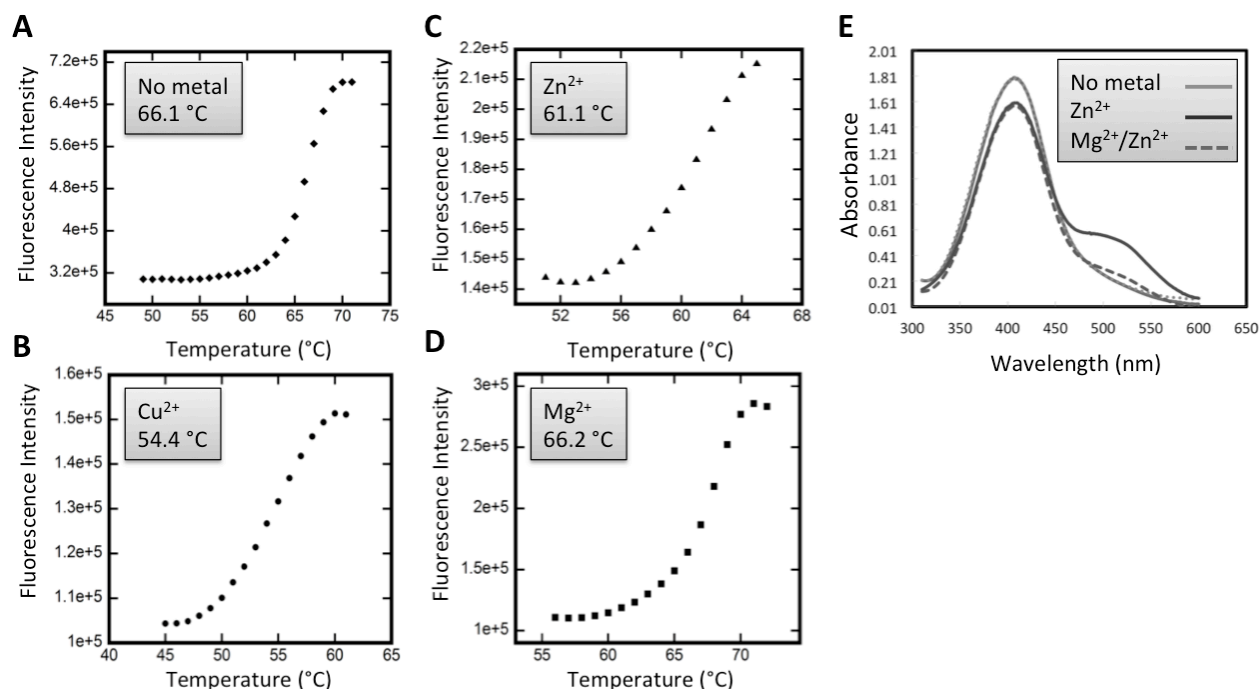 A
Fluorescence Intensity
7.2e+5
6.4e+5
5.6e+5
4.8e+5
4e+5
3.2e+5
No metal
66.1 °C
45 50 55 60 65 70 75
Temperature (°C)
B
Fluorescence Intensity
1.6e+5
1.5e+5
1.4e+5
1.3e+5
1.2e+5
1.1e+5
1e+5
Cu²⁺
54.4 °C
40 45 50 55 60 65
Temperature (°C)
C
Fluorescence Intensity
2.2e+5
2.1e+5
2e+5
1.9e+5
1.8e+5
1.7e+5
1.6e+5
1.5e+5
1.4e+5
Zn²⁺
61.1 °C
52 56 60 64 68
Temperature (°C)
D
Fluorescence Intensity
3e+5
2.5e+5
2e+5
1.5e+5
1e+5
Mg²⁺
66.2 °C
55 60 65 70
Temperature (°C)
E
Absorbance
2.01
1.81
1.61
1.41
1.21
1.01
0.81
0.61
0.41
0.21
0.01
No metal
Zn²⁺
Mg²⁺/Zn²⁺
300 350 400 450 500 550 600 650
Wavelength (nm)